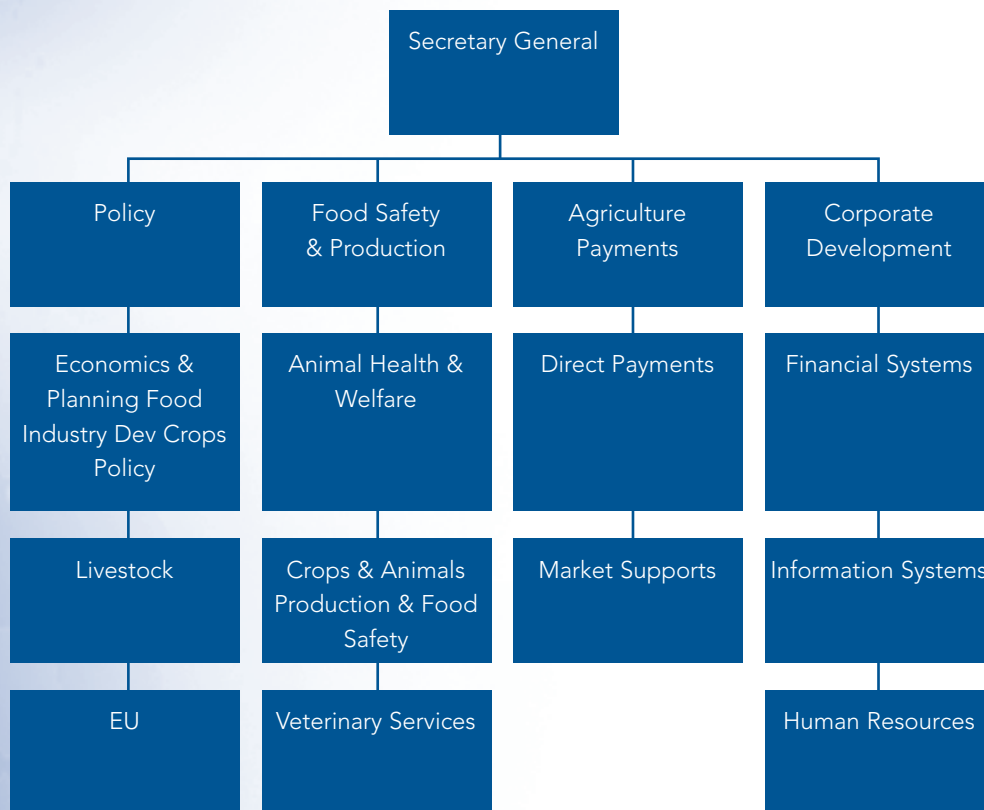 Secretary General
Policy
Food Safety
& Production
Agriculture
Payments
Corporate
Development
Economics &
Planning Food
Industry Dev Crops
Policy
Animal Health &
Welfare
Direct Payments
Financial Systems
Livestock
Crops & Animals
Production & Food
Safety
Market Supports
Information Systems
EU
Veterinary Services
Human Resources